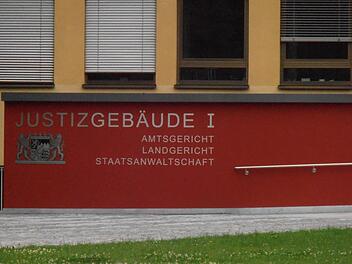 JUSTIZGEBÄUDE I
AMTSGERICHT
LANDGERICHT
STAATSANWALTSCHAFT